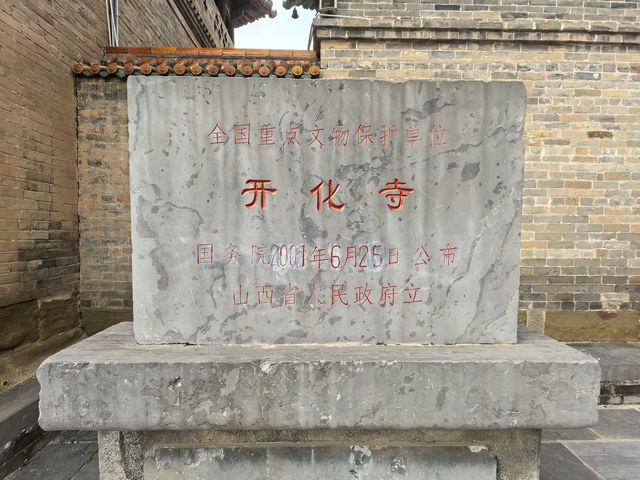 全国重点文物保护单位
开化寺
国务院2001年6月25日公布
山西省人民政府立